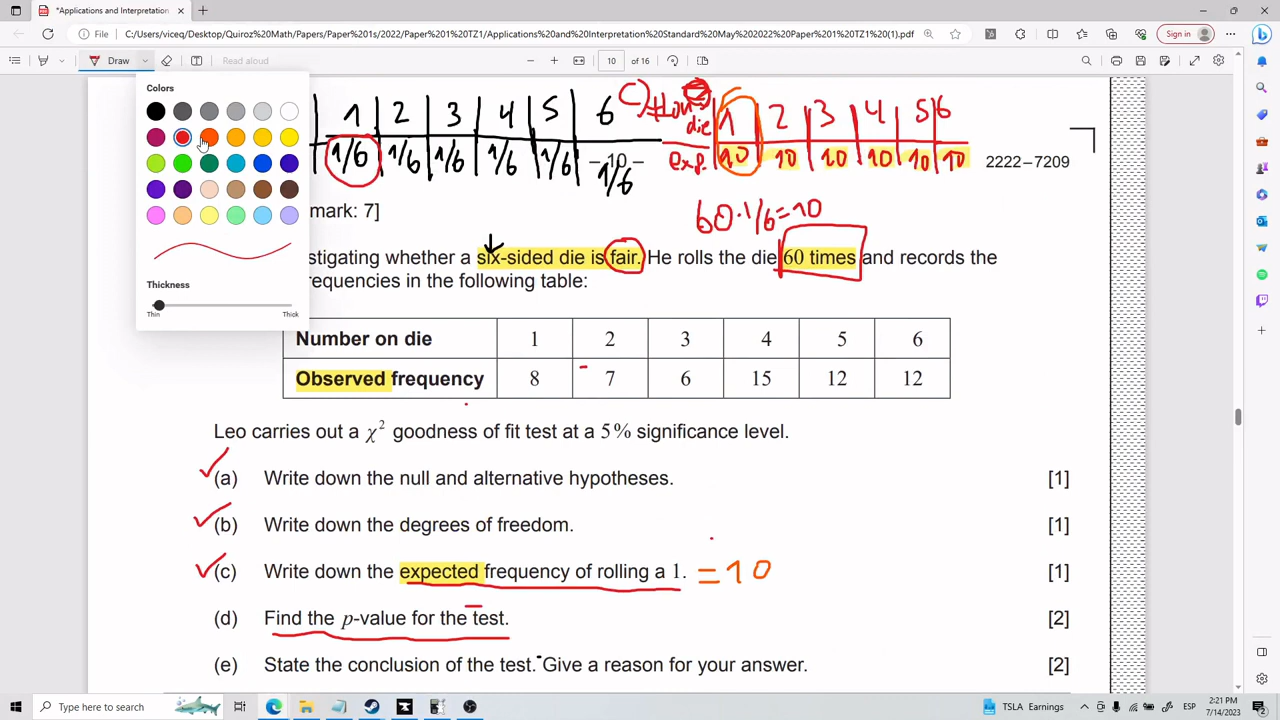 *Applications and Interpretation
File
C:/Users/viceq/Quiroz%20Math/Papers/Paper%201s/2022/Paper%201%20TZ1/Applications%20and%20Interpretation%20Standard%20May%202022%20Paper%201%20TZ1%20(1).pdf
Sign in
Draw
Read aloud
10 of 16
Colors
Thickness
Thin Thick
1 2 3 4 5 6
1/6 1/6 1/6 1/6 1/6 1/6
– 10 –
C)
die 1 2 3 4 5 6
exp. 10 10 10 10 10 10
2222 – 7209
60 · 1/6 = 10
mark: 7]
stigating whether a six-sided die is fair. He rolls the die 60 times and records the
requencies in the following table:
Number on die 1 2 3 4 5 6
Observed frequency 8 7 6 15 12 12
Leo carries out a χ² goodness of fit test at a 5% significance level.
(a) Write down the null and alternative hypotheses. [1]
(b) Write down the degrees of freedom. [1]
(c) Write down the expected frequency of rolling a 1. = 10 [1]
(d) Find the p-value for the test. [2]
(e) State the conclusion of the test. Give a reason for your answer. [2]
Type here to search
TSLA Earnings
ESP
2:21 PM
7/14/2023